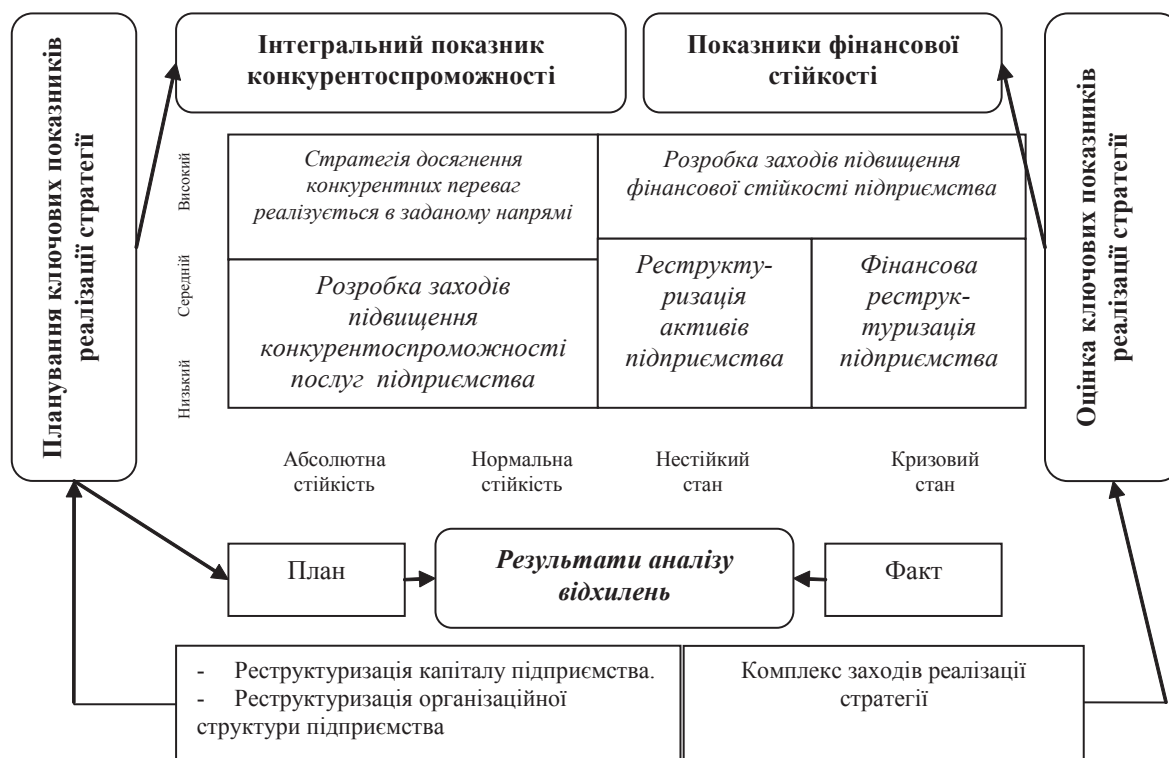 Планування ключових показників
реалізації стратегії
Інтегральний показник
конкурентоспроможності
Показники фінансової
стійкості
Оцінка ключових показників
реалізації стратегії
Високий
Середній
Низький
Стратегія досягнення
конкурентних переваг
реалізується в заданому напрямі
Розробка заходів підвищення
фінансової стійкості підприємства
Розробка заходів
підвищення
конкурентоспроможності
послуг підприємства
Рестракту-
ризація
активів
підприємства
Фінансова
реструк-
туризація
підприємства
Абсолютна
стійкість
Нормальна
стійкість
Нестійкий
стан
Кризовий
стан
План
Результати аналізу
відхилень
Факт
- Реструктуризація капіталу підприємства.
- Реструктуризація організаційної
структури підприємства
Комплекс заходів реалізації
стратегії